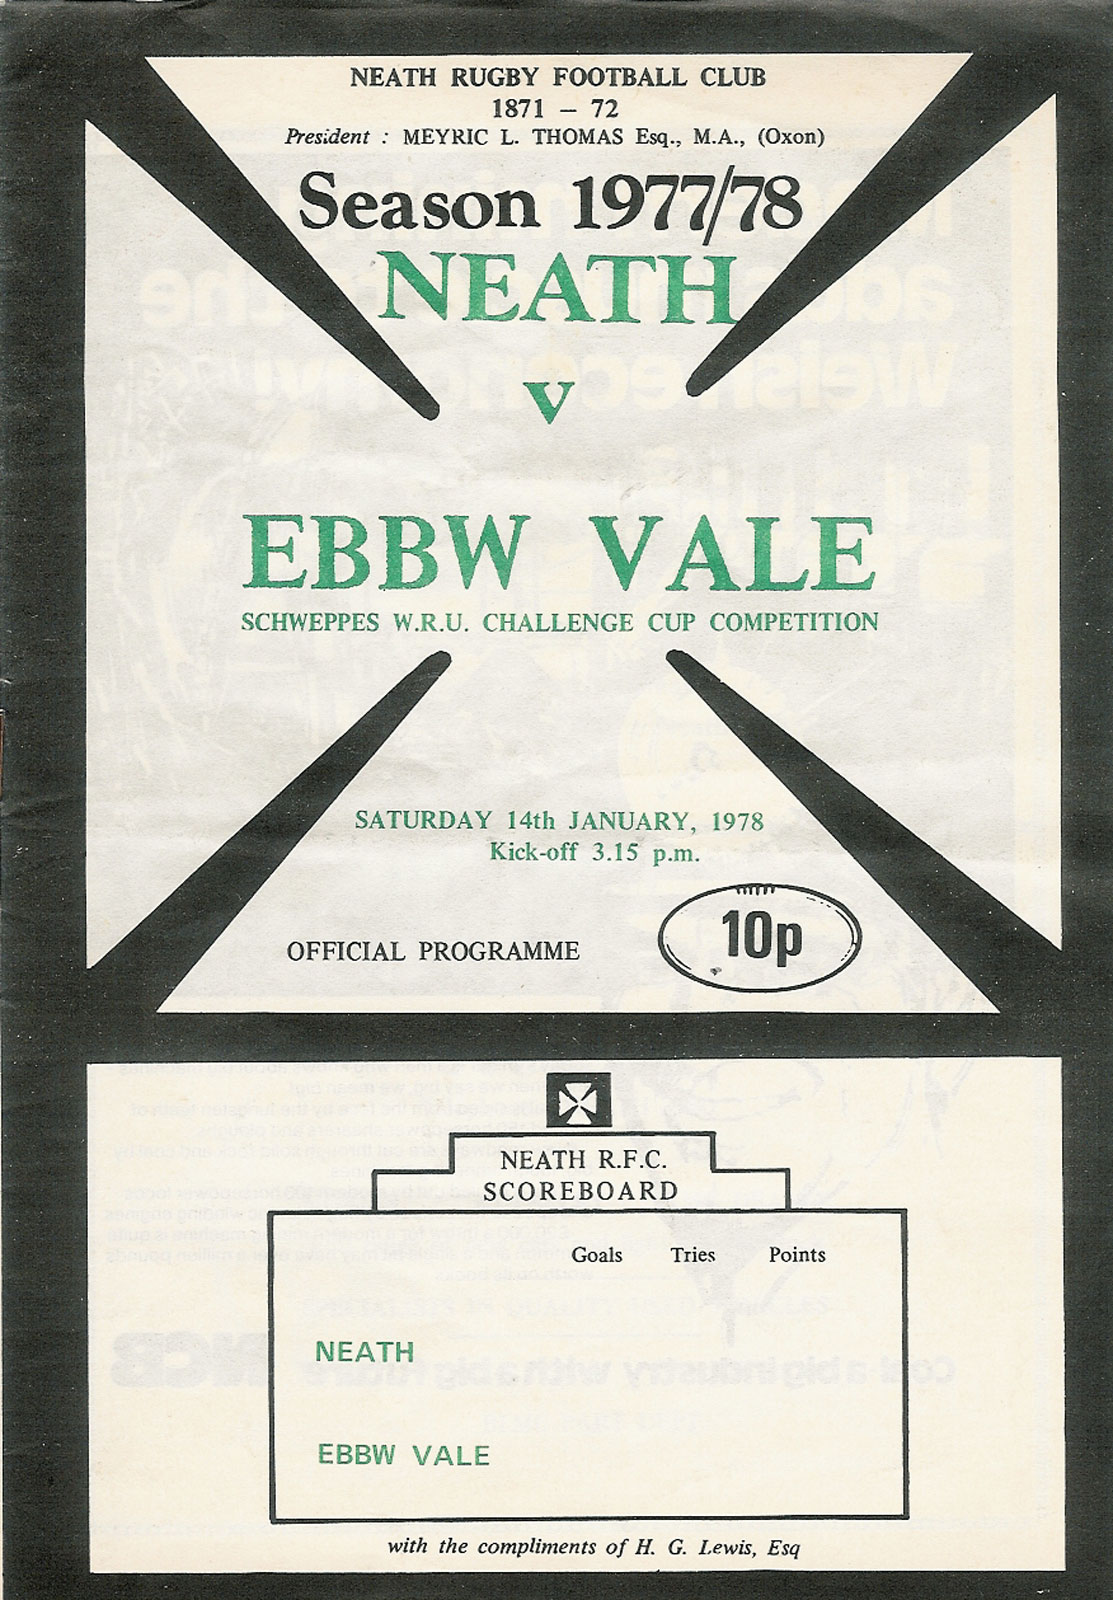 NEATH RUGBY FOOTBALL CLUB
1871 – 72
President : MEYRIC L. THOMAS Esq., M.A., (Oxon)
Season 1977/78
NEATH
v
EBBW VALE
SCHWEPPES W.R.U. CHALLENGE CUP COMPETITION
SATURDAY 14th JANUARY, 1978
Kick-off 3.15 p.m.
OFFICIAL PROGRAMME
10p
NEATH R.F.C.
SCOREBOARD
Goals Tries Points
NEATH
EBBW VALE
with the compliments of H. G. Lewis, Esq